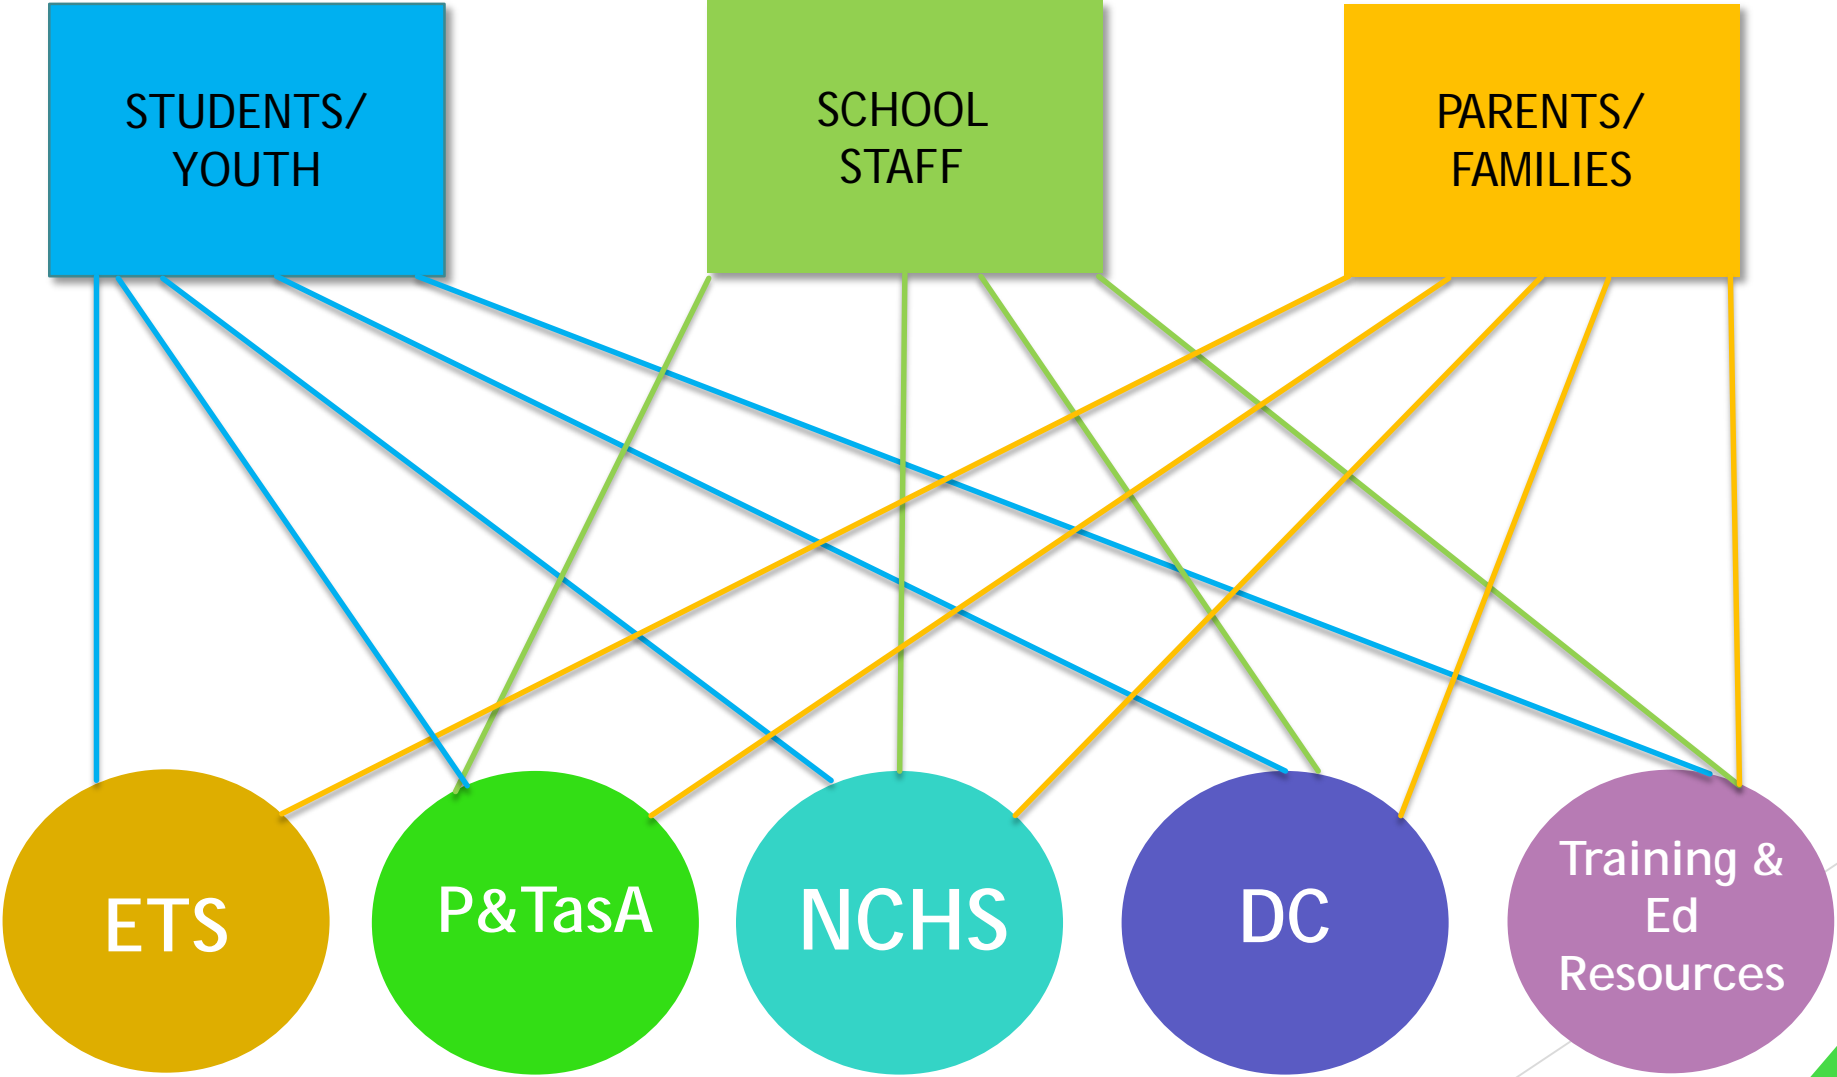 STUDENTS/
YOUTH
SCHOOL
STAFF
PARENTS/
FAMILIES
ETS
P&TasA
NCHS
DC
Training &
Ed
Resources